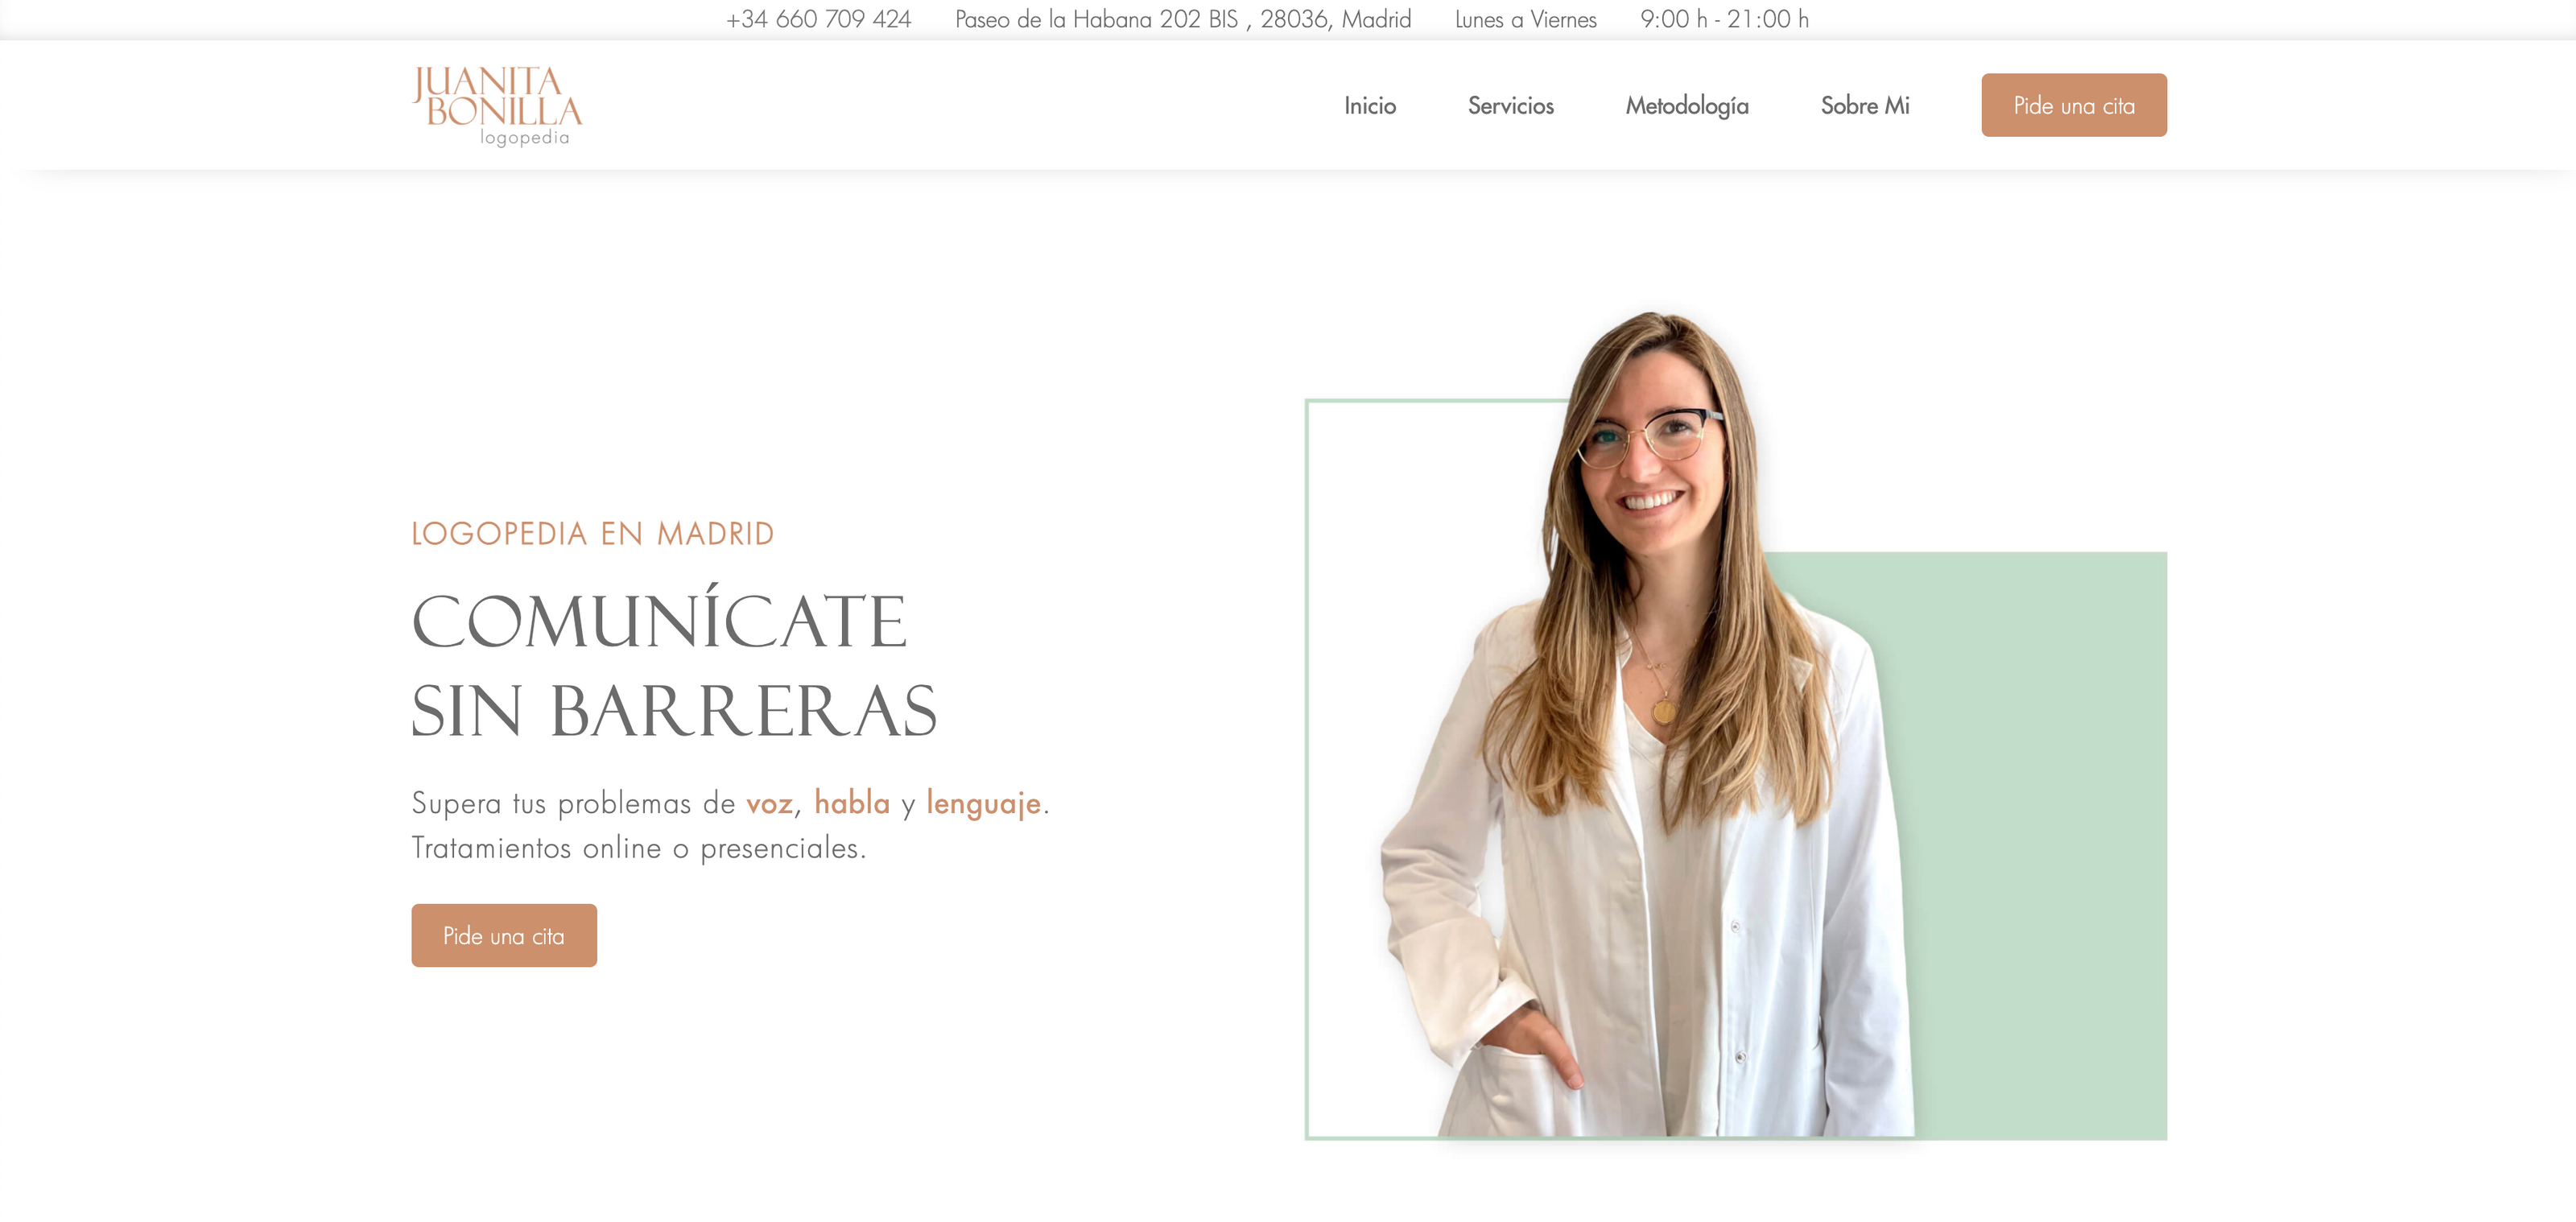 +34 660 709 424 Paseo de la Habana 202 BIS , 28036, Madrid Lunes a Viernes 9:00 h - 21:00 h
JUANITA
BONILLA
logopedia
Inicio Servicios Metodología Sobre Mi Pide una cita
LOGOPEDIA EN MADRID
COMUNÍCATE
SIN BARRERAS
Supera tus problemas de voz, habla y lenguaje.
Tratamientos online o presenciales.
Pide una cita